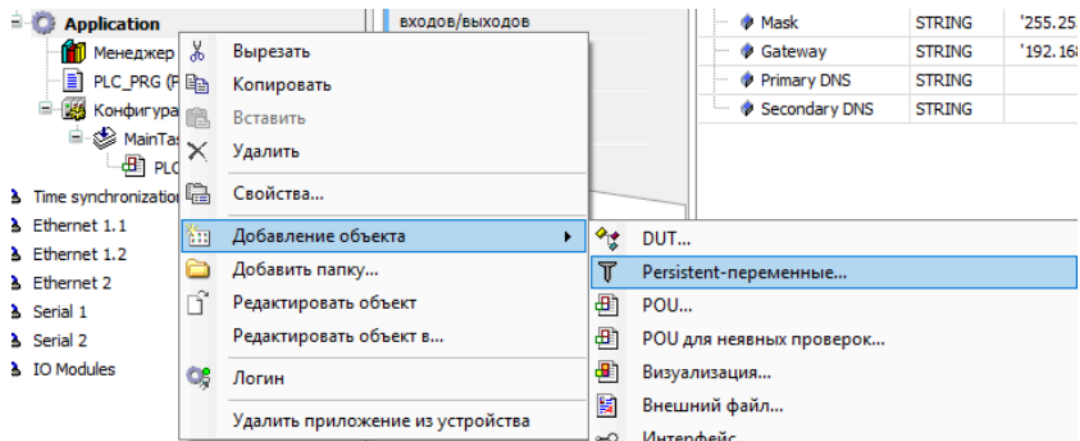 Application
Менеджер
PLC_PRG (P
Конфигура
MainTas
PLC
Time synchronization
Ethernet 1.1
Ethernet 1.2
Ethernet 2
Serial 1
Serial 2
IO Modules
входов/выходов
Mask STRING '255.25
Gateway STRING '192.168
Primary DNS STRING
Secondary DNS STRING
Вырезать
Копировать
Вставить
Удалить
Свойства...
Добавление объекта
Добавить папку...
Редактировать объект
Редактировать объект в...
Логин
Удалить приложение из устройства
DUT...
Persistent-переменные...
POU...
POU для неявных проверок...
Визуализация...
Внешний файл...
Интерфейс...